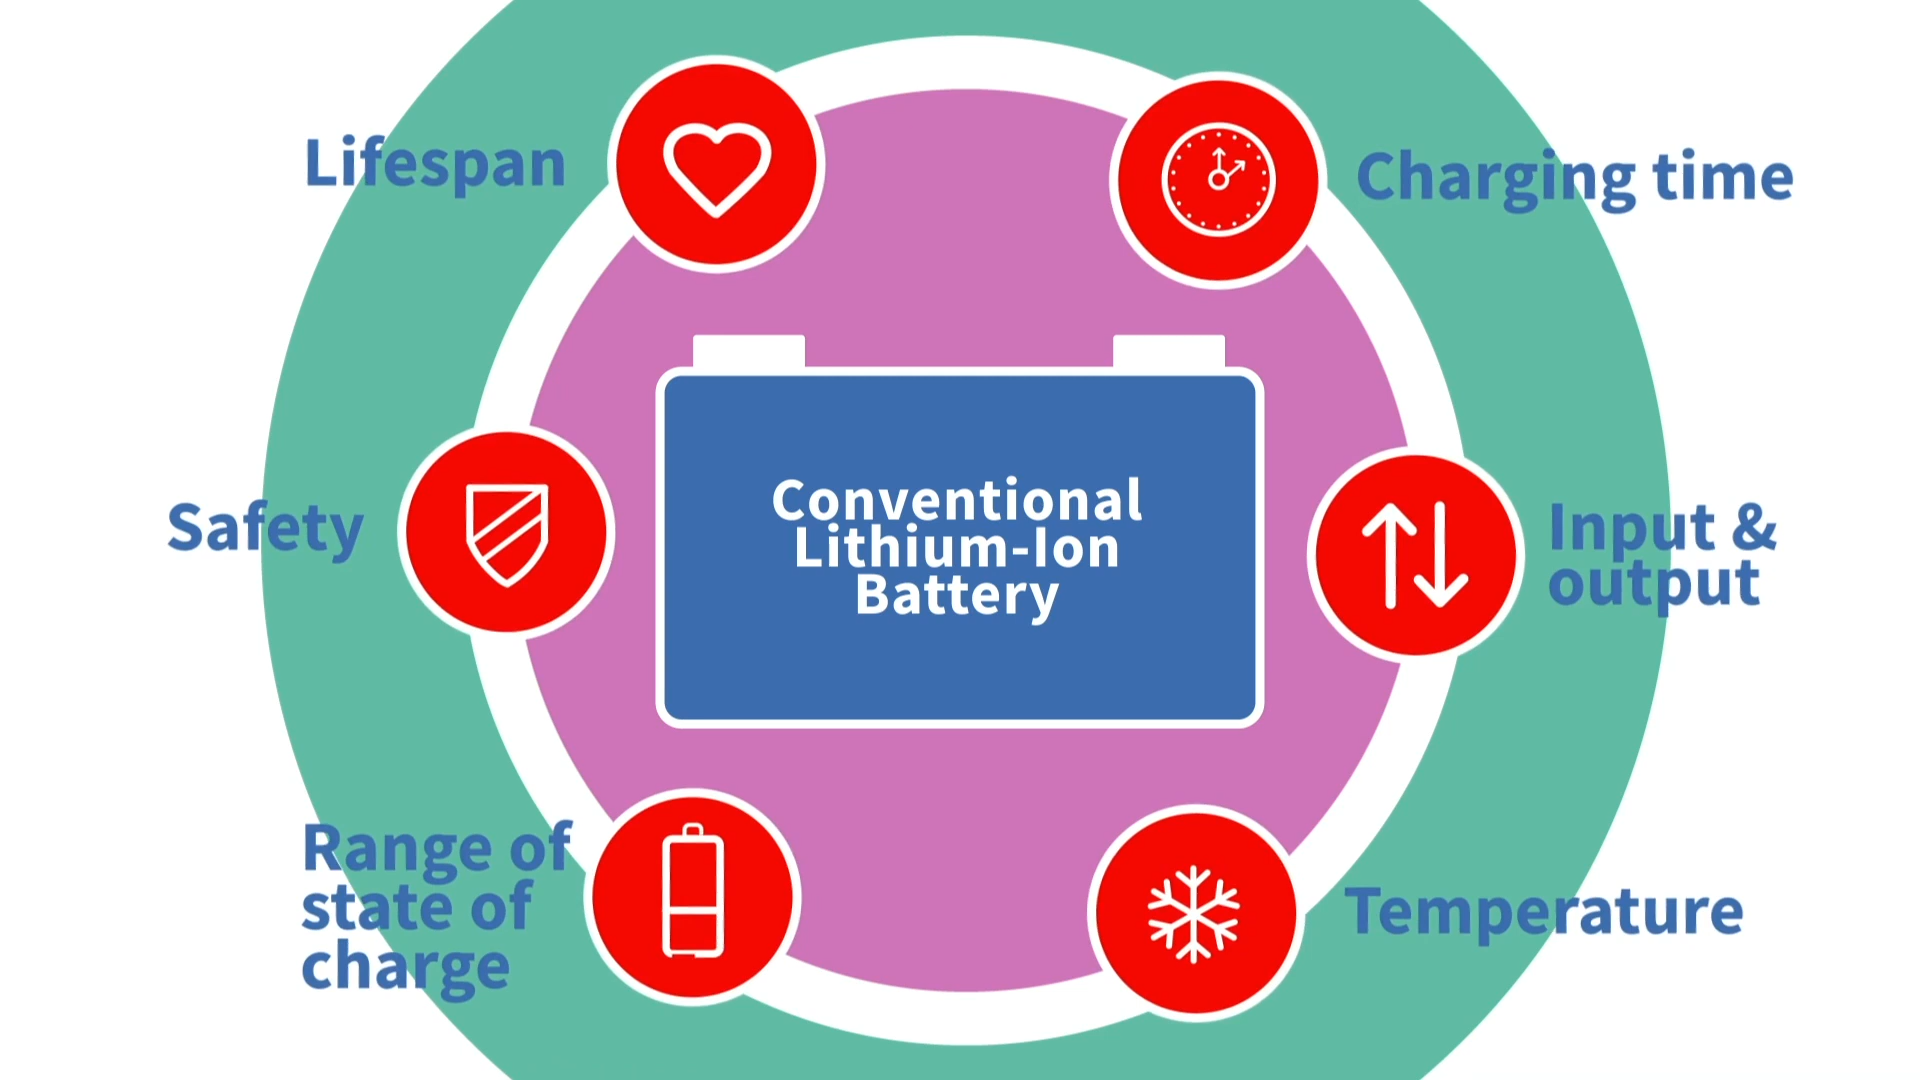 Lifespan
Charging time
Conventional
Lithium-Ion
Battery
Safety
Input &
output
Range of
state of
charge
Temperature